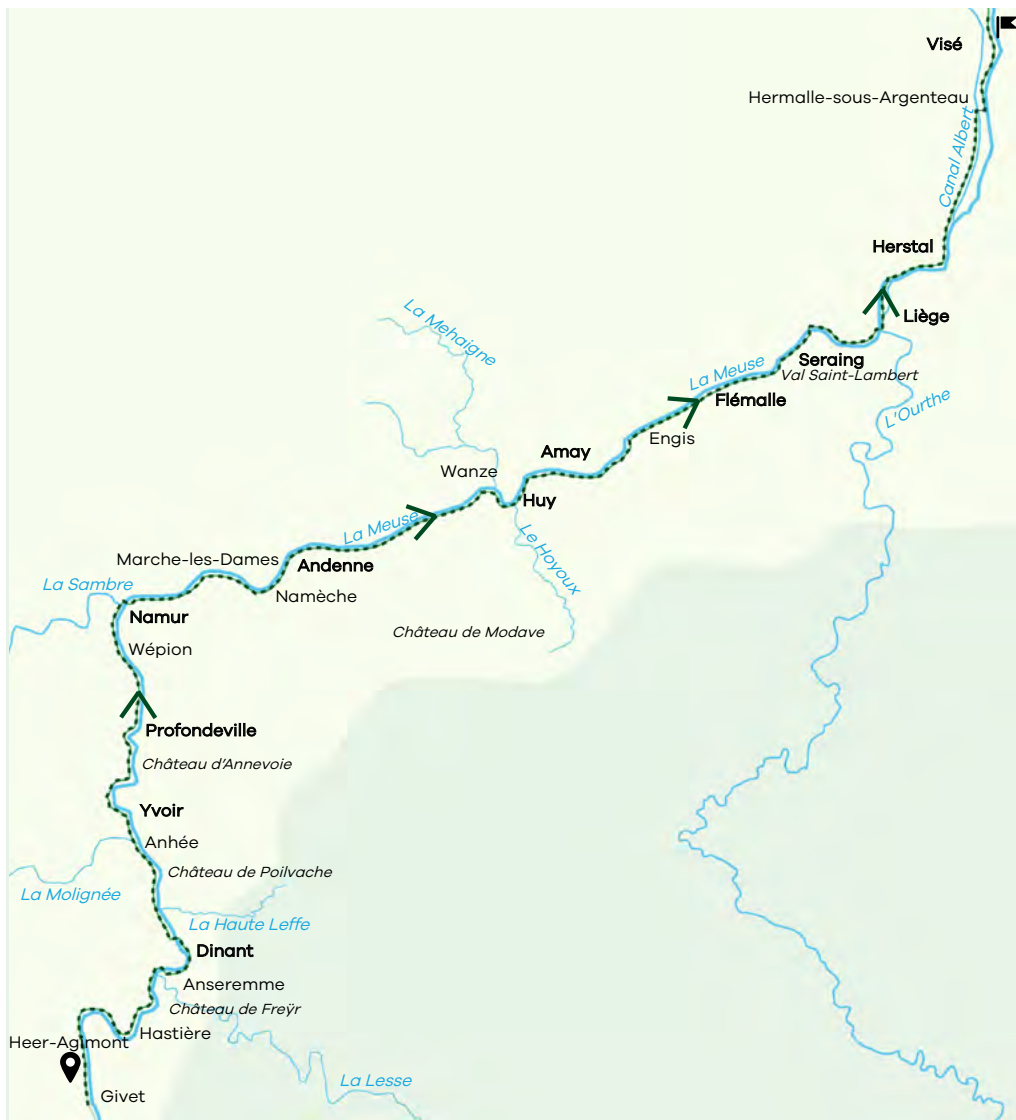 Visé
Hermalle-sous-Argenteau
Canal Albert
Herstal
La Mehaigne
Liège
Seraing
La Meuse
Val Saint-Lambert
Flémalle
L'Ourthe
Engis
Amay
Wanze
Huy
La Meuse
Le Hoyoux
Marche-les-Dames
Andenne
La Sambre
Namèche
Namur
Château de Modave
Wépion
Profondeville
Château d'Annevoie
Yvoir
Anhée
Château de Poilvache
La Molignée
La Haute Leffe
Dinant
Anseremme
Château de Freÿr
Hastière
Heer-Agimont
La Lesse
Givet